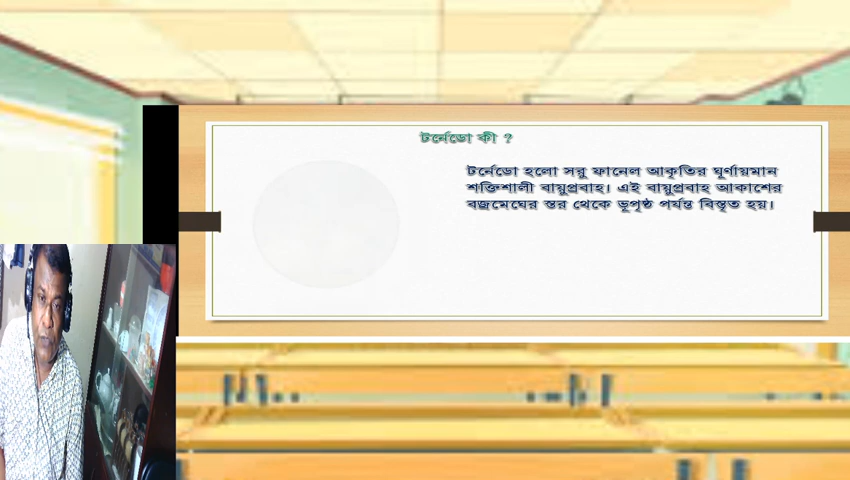 টর্নেডো কী ?
টর্নেডো হলো সরু ফানেল আকৃতির ঘূর্ণায়মান
শক্তিশালী বায়ুপ্রবাহ। এই বায়ুপ্রবাহ আকাশের
বজ্রমেঘের স্তর থেকে ভূপৃষ্ঠ পর্যন্ত বিস্তৃত হয়।